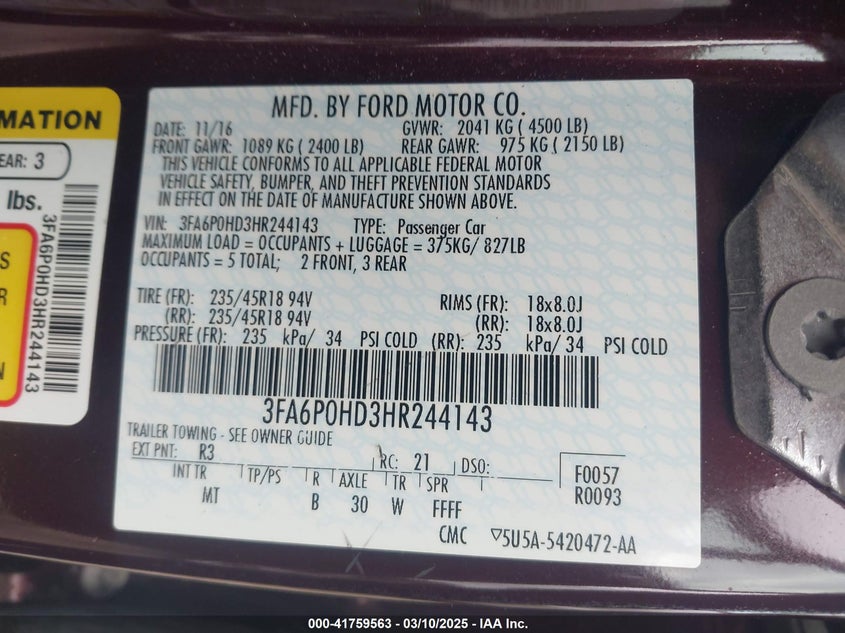 MATION
EAR: 3
lbs.
S
R
N
3FA6P0HD3HR244143
MFD. BY FORD MOTOR CO.
DATE: 11/16 GVWR: 2041 KG ( 4500 LB)
FRONT GAWR: 1089 KG ( 2400 LB) REAR GAWR: 975 KG ( 2150 LB)
THIS VEHICLE CONFORMS TO ALL APPLICABLE FEDERAL MOTOR
VEHICLE SAFETY, BUMPER, AND THEFT PREVENTION STANDARDS
IN EFFECT ON THE DATE OF MANUFACTURE SHOWN ABOVE.
VIN: 3FA6P0HD3HR244143 TYPE: Passenger Car
MAXIMUM LOAD = OCCUPANTS + LUGGAGE = 375KG/ 827LB
OCCUPANTS = 5 TOTAL; 2 FRONT, 3 REAR
TIRE (FR): 235/45R18 94V RIMS (FR): 18x8.0J
(RR): 235/45R18 94V (RR): 18x8.0J
PRESSURE (FR): 235 kPa/ 34 PSI COLD (RR): 235 kPa/ 34 PSI COLD
3FA6P0HD3HR244143
TRAILER TOWING - SEE OWNER GUIDE
EXT PNT: R3 RC: 21 DSO: F0057
INT TR TP/PS R AXLE TR SPR R0093
MT B 30 W FFFF
CMC ▽5U5A-5420472-AA
000-41759563 - 03/10/2025 - IAA Inc.